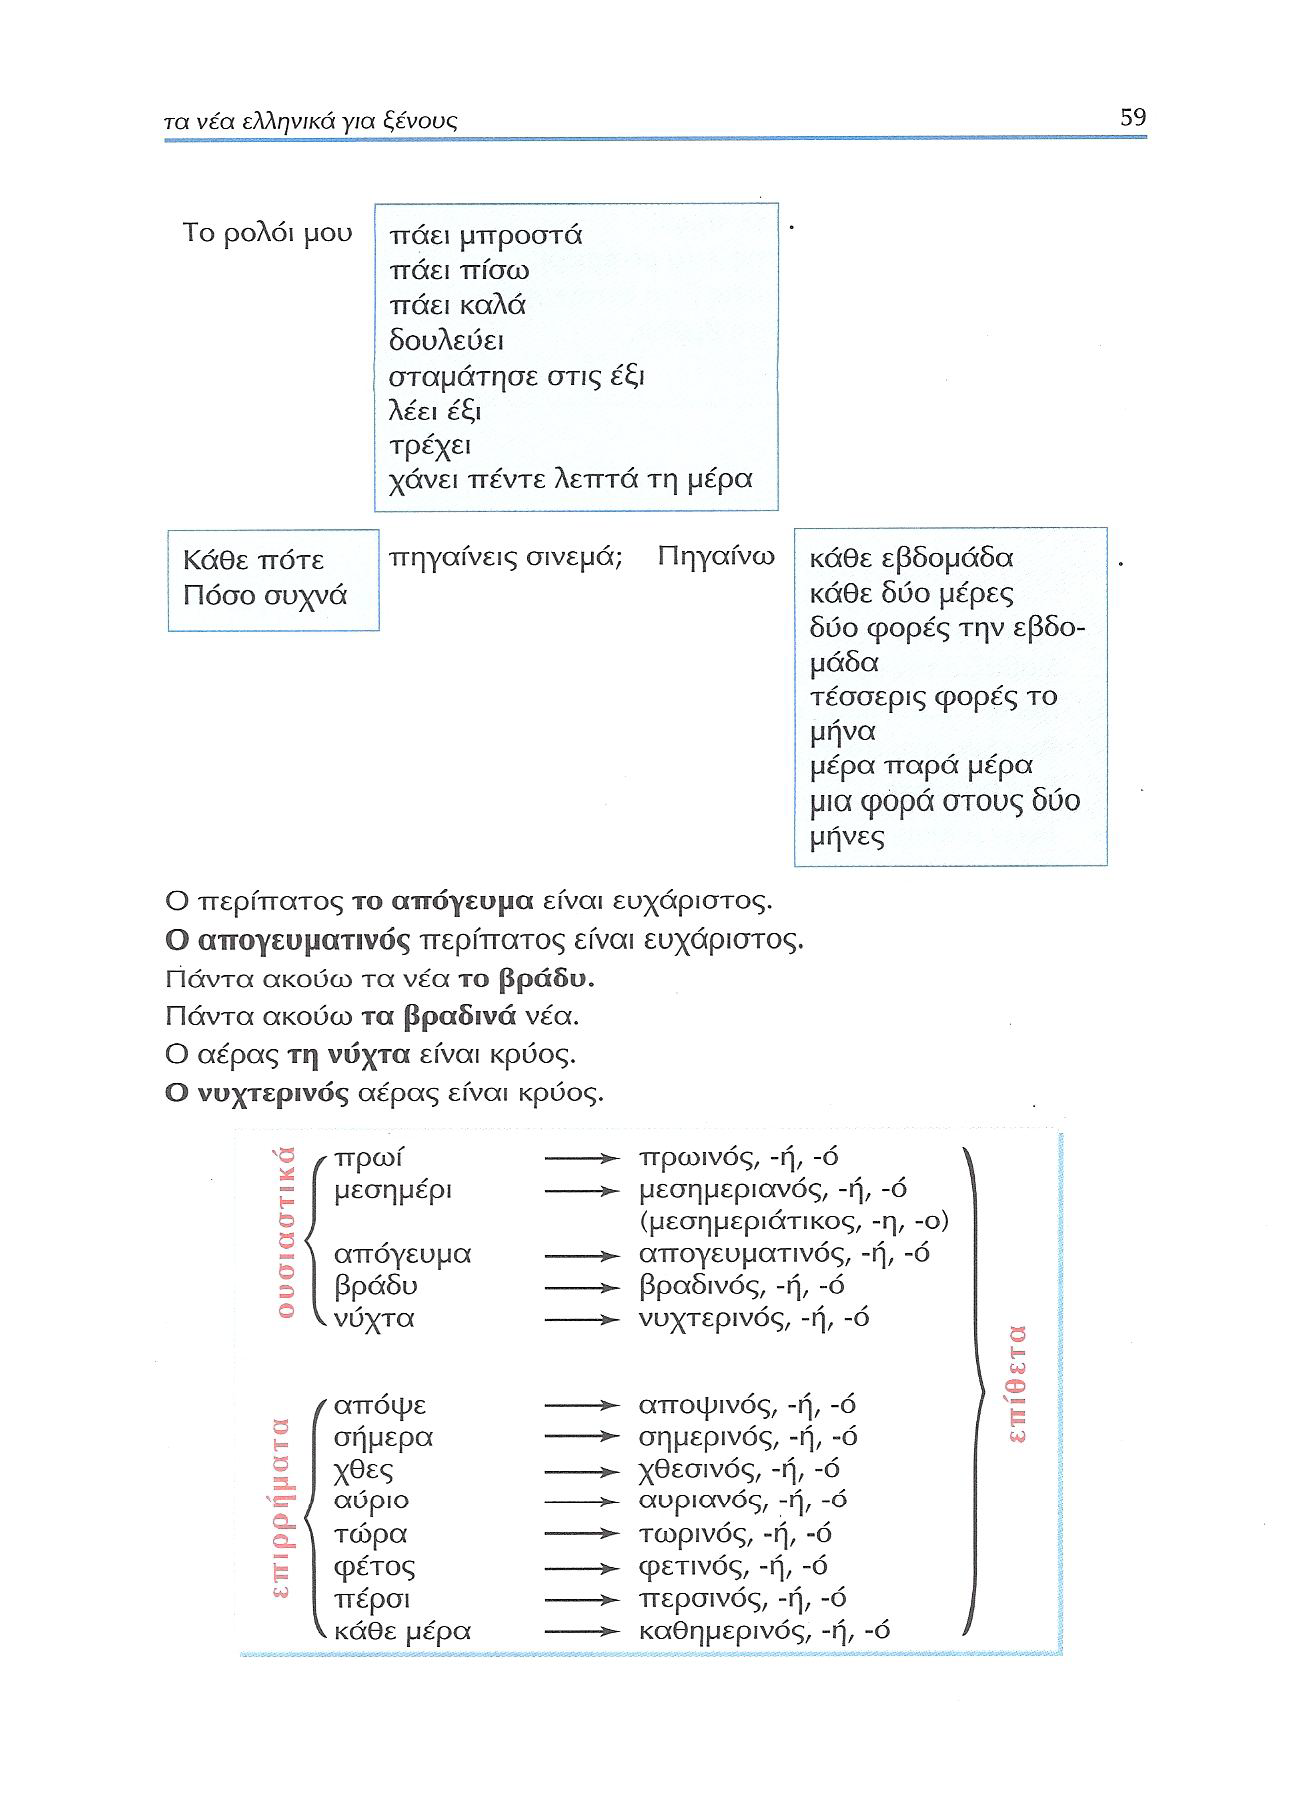 τα νέα ελληνικά για ξένους 59
Το ρολόι μου πάει μπροστά .
πάει πίσω
πάει καλά
δουλεύει
σταμάτησε στις έξι
λέει έξι
τρέχει
χάνει πέντε λεπτά τη μέρα
Κάθε πότε
Πόσο συχνά
πηγαίνεις σινεμά; Πηγαίνω
κάθε εβδομάδα .
κάθε δύο μέρες
δύο φορές την εβδο-
μάδα
τέσσερις φορές το
μήνα
μέρα παρά μέρα
μια φορά στους δύο
μήνες
Ο περίπατος το απόγευμα είναι ευχάριστος.
Ο απογευματινός περίπατος είναι ευχάριστος.
Πάντα ακούω τα νέα το βράδυ.
Πάντα ακούω τα βραδινά νέα.
Ο αέρας τη νύχτα είναι κρύος.
Ο νυχτερινός αέρας είναι κρύος.
ουσιαστικά
πρωί → πρωινός, -ή, -ό
μεσημέρι → μεσημεριανός, -ή, -ό
(μεσημεριάτικος, -η, -ο)
απόγευμα → απογευματινός, -ή, -ό
βράδυ → βραδινός, -ή, -ό
νύχτα → νυχτερινός, -ή, -ό
επιρρήματα
απόψε → αποψινός, -ή, -ό
σήμερα → σημερινός, -ή, -ό
χθες → χθεσινός, -ή, -ό
αύριο → αυριανός, -ή, -ό
τώρα → τωρινός, -ή, -ό
φέτος → φετινός, -ή, -ό
πέρσι → περσινός, -ή, -ό
κάθε μέρα → καθημερινός, -ή, -ό
επίθετα